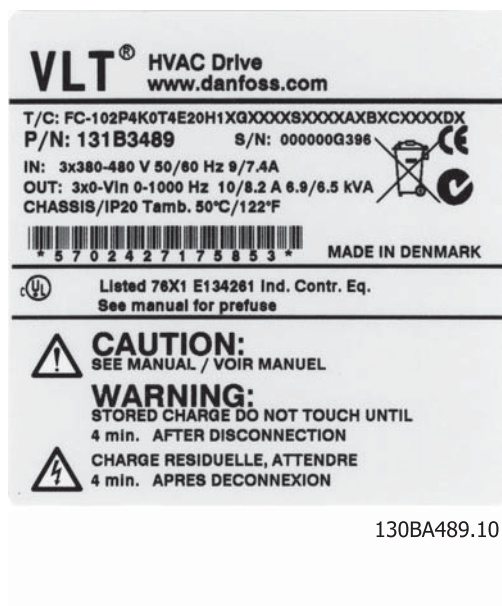 VLT® HVAC Drive
www.danfoss.com
T/C: FC-102P4K0T4E20H1XGXXXXSXXXXAXBXCXXXXDX
P/N: 131B3489 S/N: 000000G396
IN: 3x380-480 V 50/60 Hz 9/7.4A
OUT: 3x0-Vin 0-1000 Hz 10/8.2 A 6.9/6.5 kVA
CHASSIS/IP20 Tamb. 50°C/122°F
*5702427175853* MADE IN DENMARK
CE
c UL Listed 76X1 E134261 Ind. Contr. Eq.
See manual for prefuse
CAUTION:
SEE MANUAL / VOIR MANUEL
WARNING:
STORED CHARGE DO NOT TOUCH UNTIL
4 min. AFTER DISCONNECTION
CHARGE RESIDUELLE, ATTENDRE
4 min. APRES DECONNEXION
130BA489.10